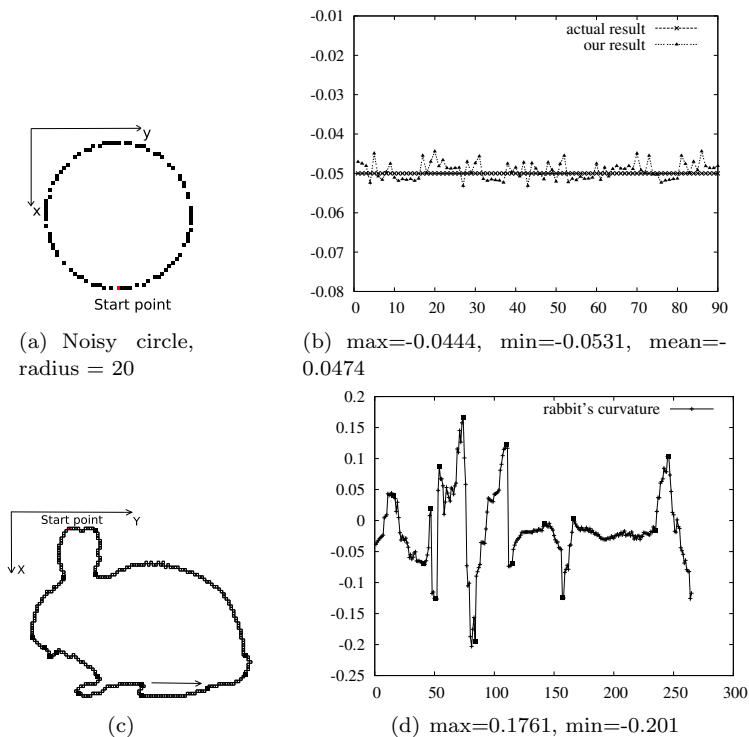 y
x
Start point
(a) Noisy circle,
radius = 20
-0.01
-0.02
-0.03
-0.04
-0.05
-0.06
-0.07
-0.08
0 10 20 30 40 50 60 70 80 90
actual result
our result
(b) max=-0.0444, min=-0.0531, mean=-
0.0474
Start point
Y
X
(c)
0.2
0.15
0.1
0.05
0
-0.05
-0.1
-0.15
-0.2
-0.25
0 50 100 150 200 250 300
rabbit's curvature
(d) max=0.1761, min=-0.201